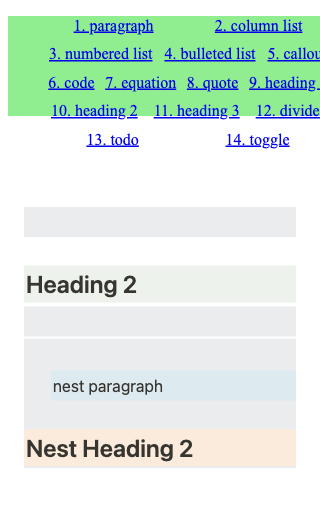 1. paragraph 2. column list
3. numbered list 4. bulleted list 5. callou
6. code 7. equation 8. quote 9. heading
10. heading 2 11. heading 3 12. divide
13. todo 14. toggle
Heading 2
nest paragraph
Nest Heading 2